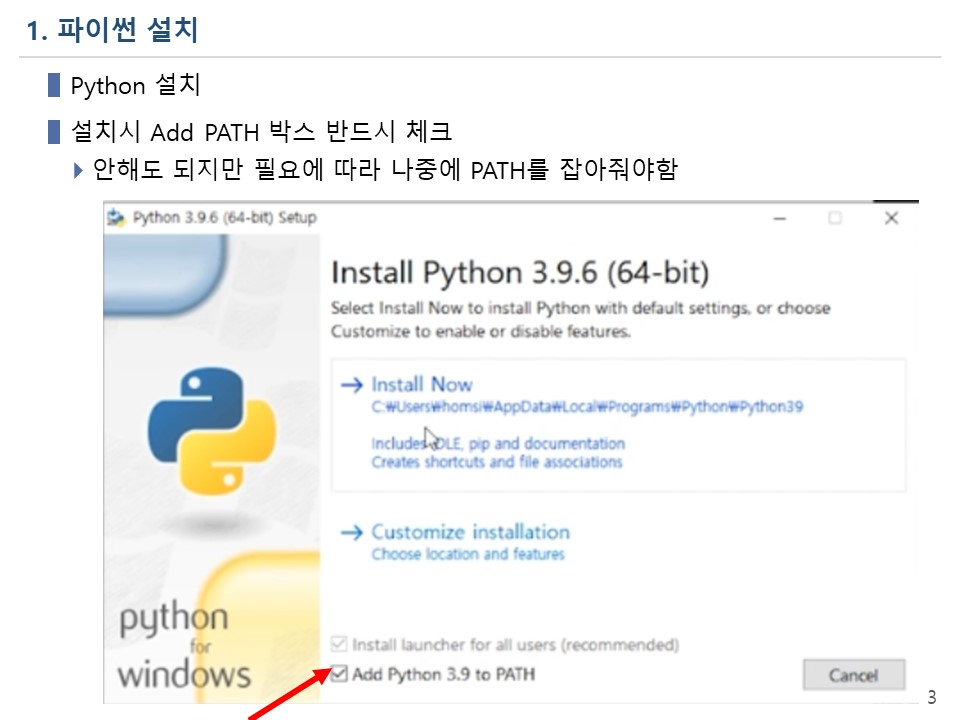 1. 파이썬 설치
Python 설치
설치시 Add PATH 박스 반드시 체크
안해도 되지만 필요에 따라 나중에 PATH를 잡아줘야함
Python 3.9.6 (64-bit) Setup
Install Python 3.9.6 (64-bit)
Select Install Now to install Python with default settings, or choose
Customize to enable or disable features.
Install Now
C:₩Users₩homsi₩AppData₩Local₩Programs₩Python₩Python39
Includes IDLE, pip and documentation
Creates shortcuts and file associations
Customize installation
Choose location and features
python
for
windows
Install launcher for all users (recommended)
Add Python 3.9 to PATH
Cancel
3